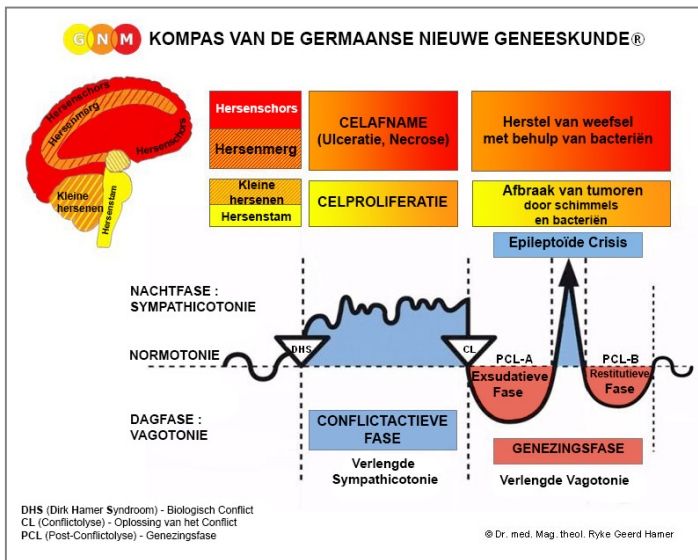 GNM KOMPAS VAN DE GERMAANSE NIEUWE GENEESKUNDE®
Hersenschors
Hersenmerg
Hersenschors
Kleine
hersenen
Hersenstam
Hersenschors
Hersenmerg
CELAFNAME
(Ulceratie, Necrose)
Herstel van weefsel
met behulp van bacteriën
Kleine
hersenen
Hersenstam
CELPROLIFERATIE
Afbraak van tumoren
door schimmels
en bacteriën
Epileptoïde Crisis
NACHTFASE :
SYMPATHICOTONIE
NORMOTONIE
DHS
CL
PCL-A
Exsudatieve
Fase
PCL-B
Restitutieve
Fase
DAGFASE :
VAGOTONIE
CONFLICTACTIEVE
FASE
Verlengde
Sympathicotonie
GENEZINGSFASE
Verlengde Vagotonie
DHS (Dirk Hamer Syndroom) - Biologisch Conflict
CL (Conflictolyse) - Oplossing van het Conflict
PCL (Post-Conflictolyse) - Genezingsfase
© Dr. med. Mag. theol. Ryke Geerd Hamer